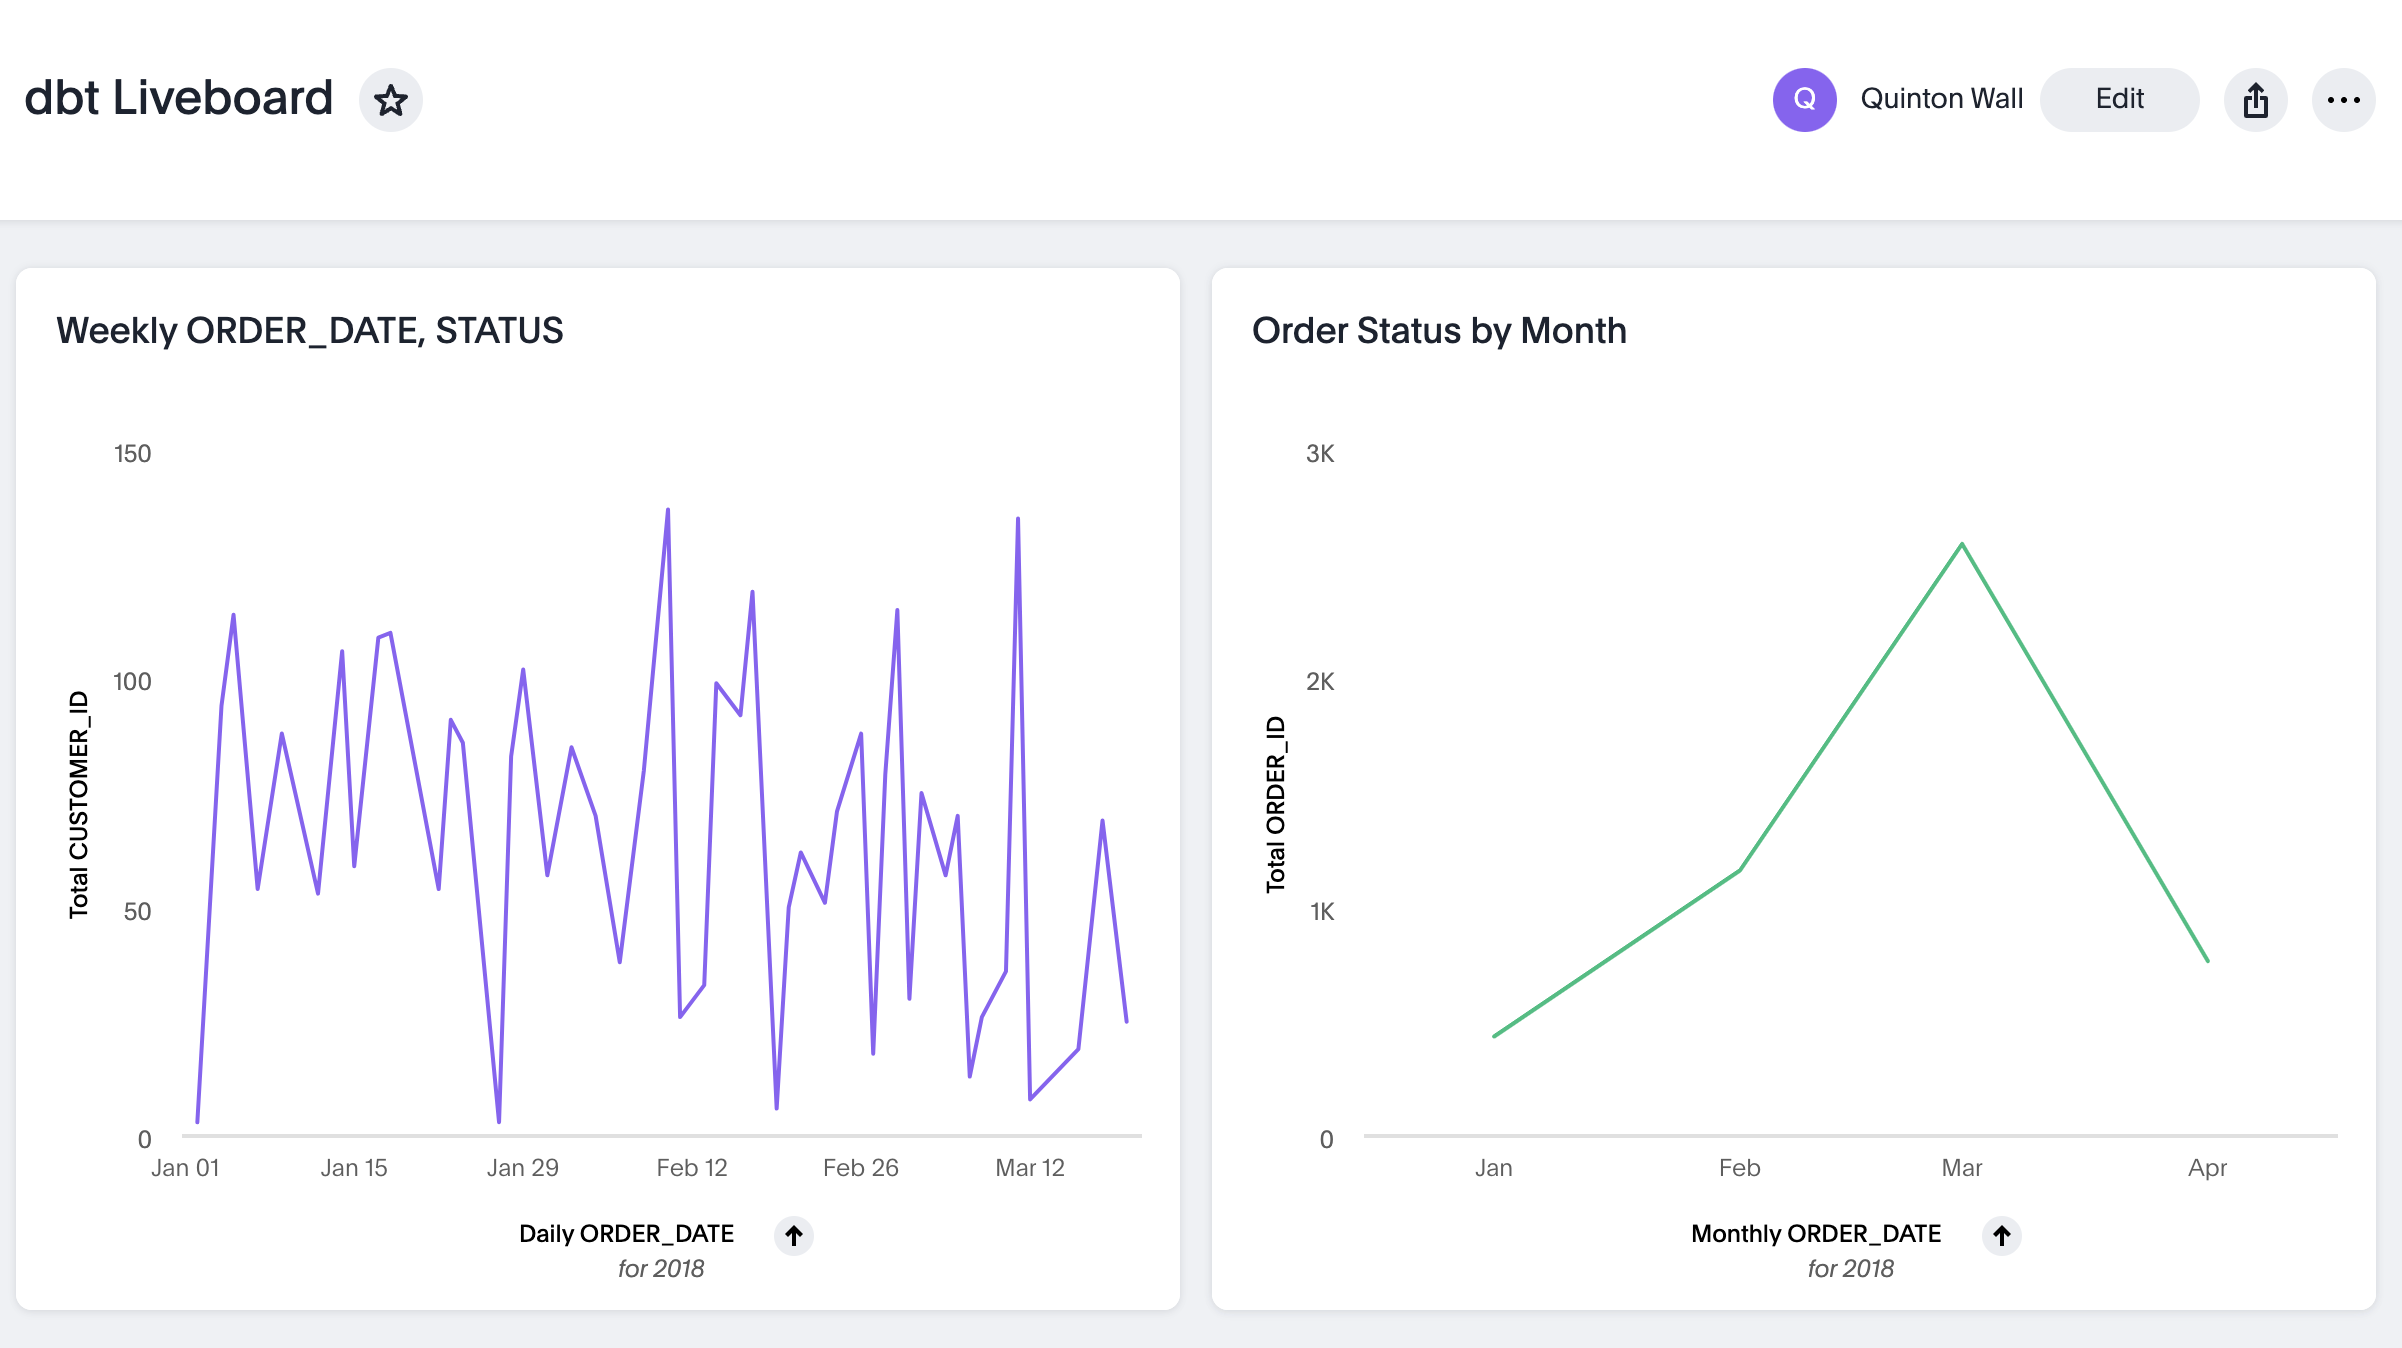 dbt Liveboard
Q Quinton Wall Edit
Weekly ORDER_DATE, STATUS
150
100
50
0
Total CUSTOMER_ID
Jan 01 Jan 15 Jan 29 Feb 12 Feb 26 Mar 12
Daily ORDER_DATE
for 2018
Order Status by Month
3K
2K
1K
0
Total ORDER_ID
Jan Feb Mar Apr
Monthly ORDER_DATE
for 2018